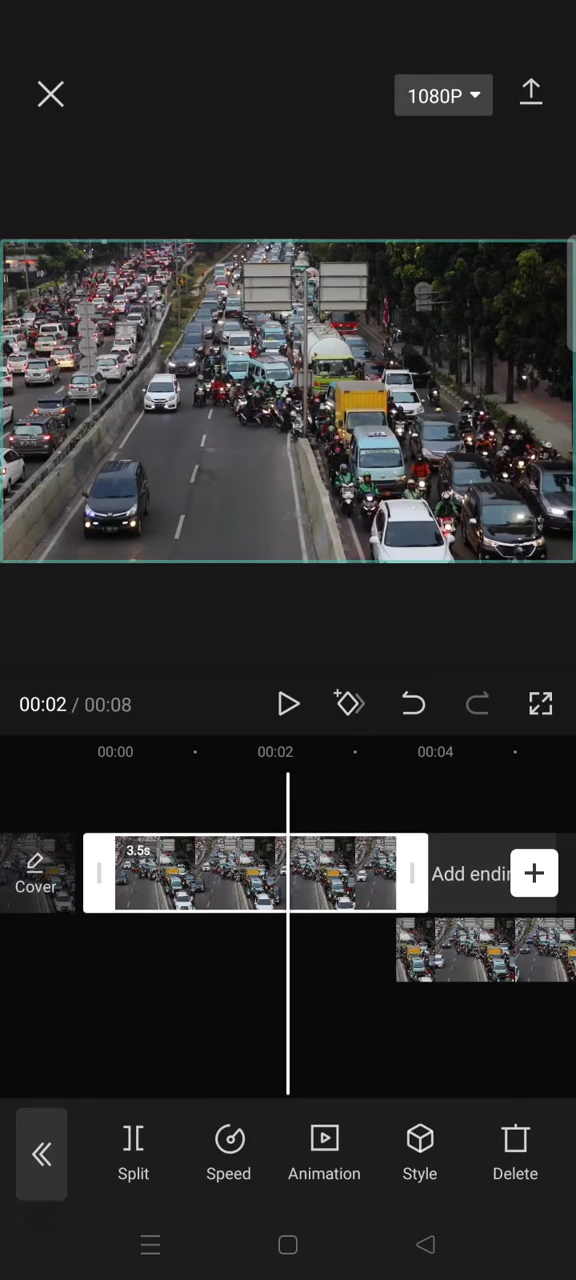 1080P
00:02 / 00:08
00:00
00:02
00:04
3.5s
Cover
Add endin
Split
Speed
Animation
Style
Delete